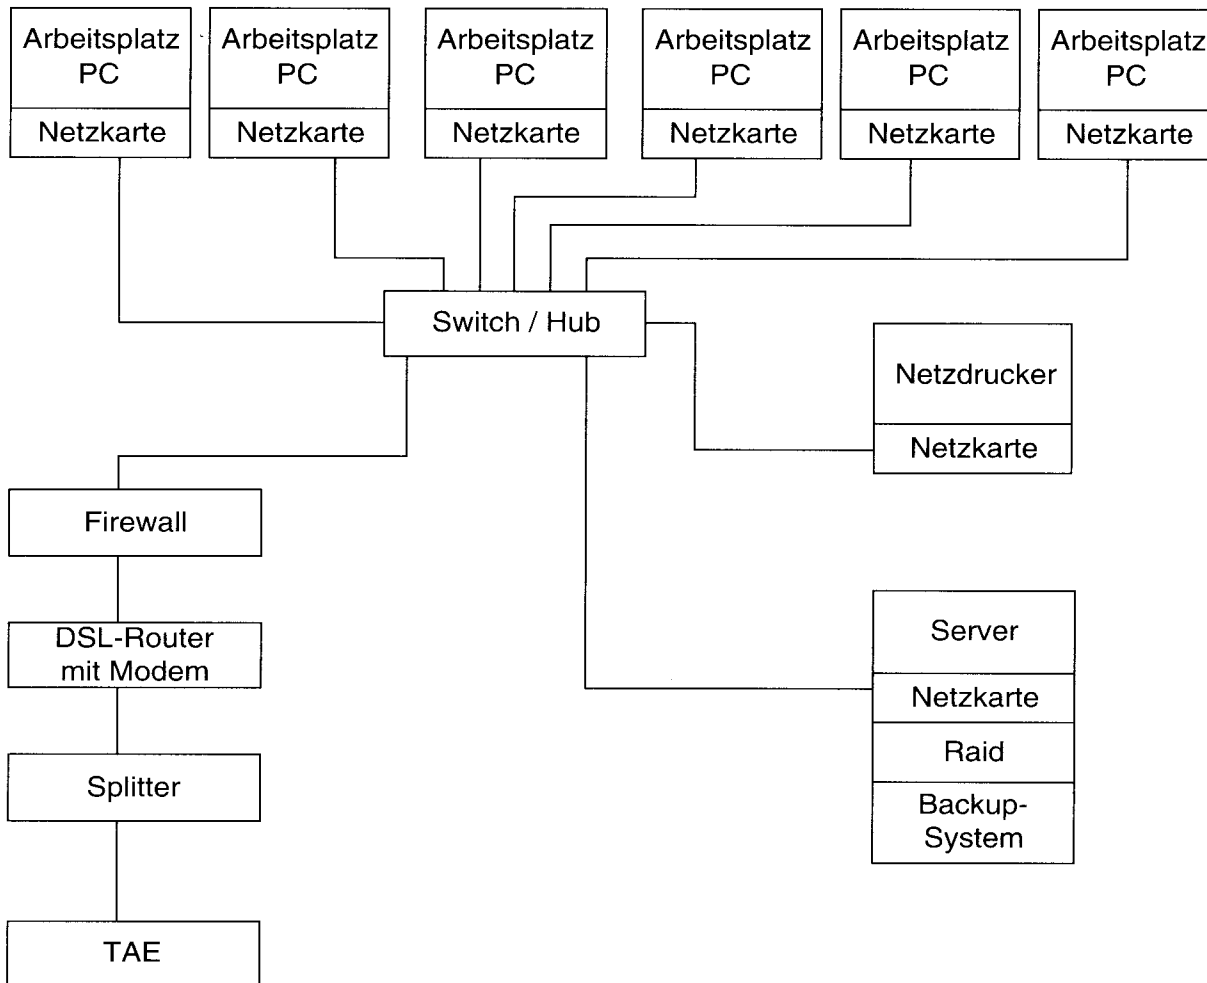 Arbeitsplatz
PC
Netzkarte
Arbeitsplatz
PC
Netzkarte
Arbeitsplatz
PC
Netzkarte
Arbeitsplatz
PC
Netzkarte
Arbeitsplatz
PC
Netzkarte
Arbeitsplatz
PC
Netzkarte
Switch / Hub
Netzdrucker
Netzkarte
Firewall
DSL-Router
mit Modem
Splitter
TAE
Server
Netzkarte
Raid
Backup-
System